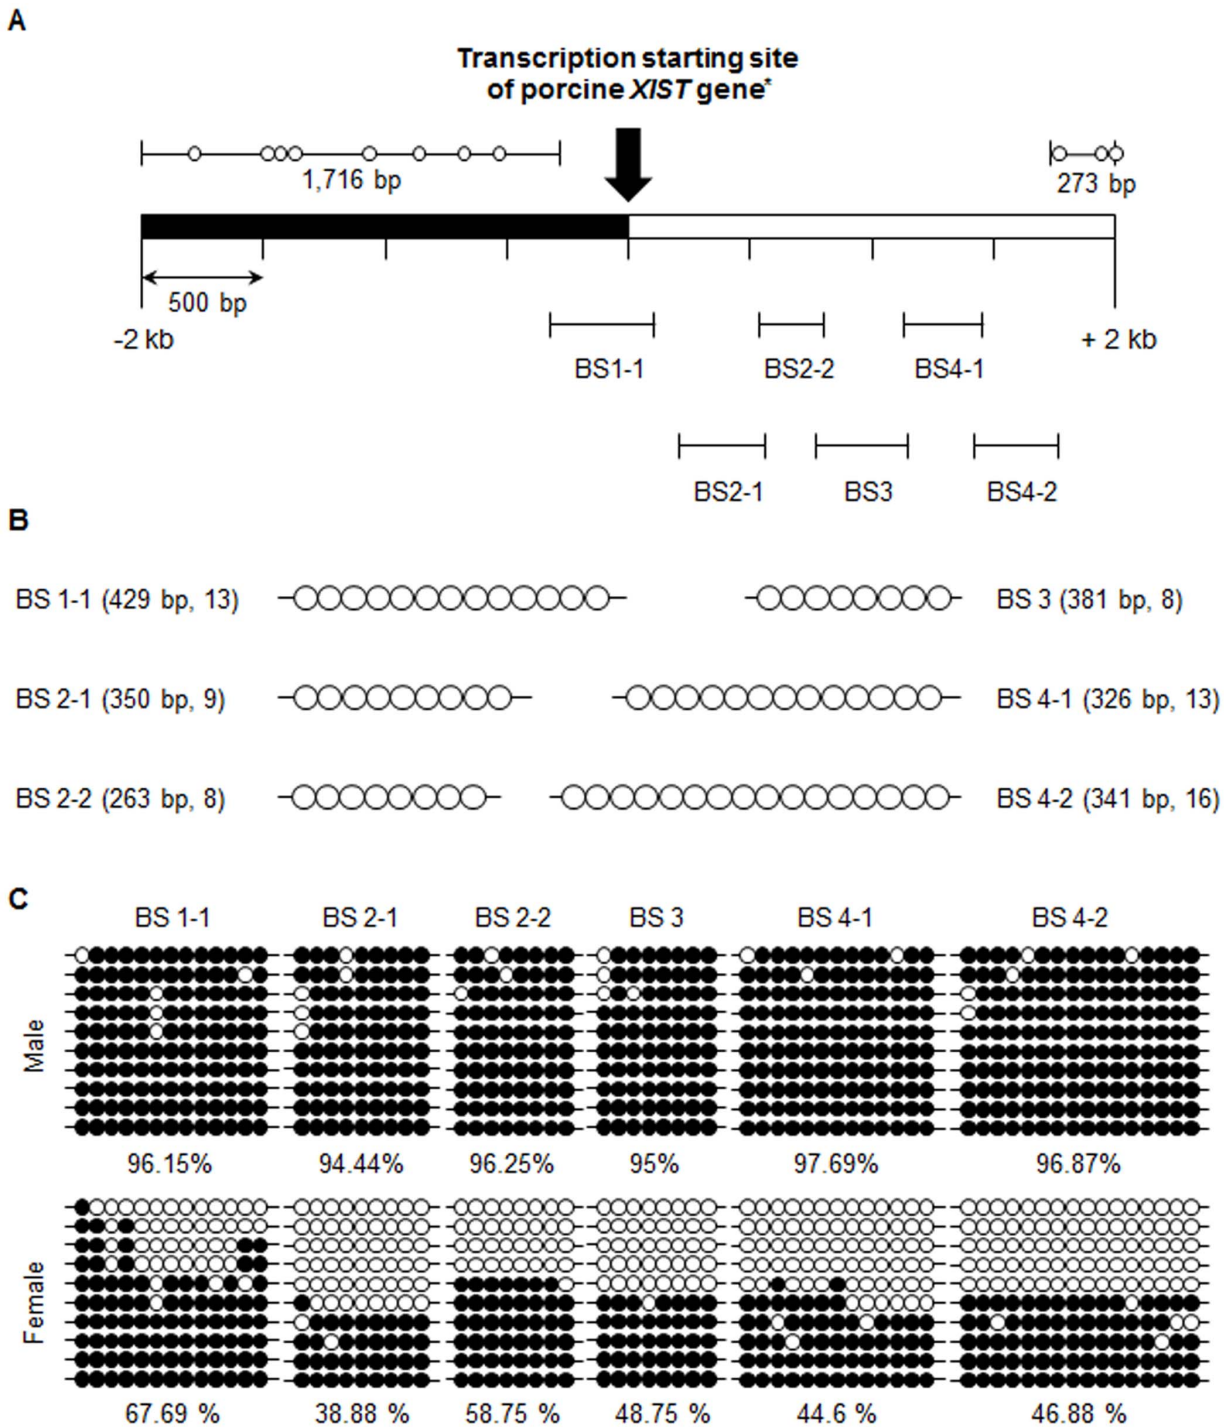 A
Transcription starting site
of porcine XIST gene*
1,716 bp
273 bp
500 bp
-2 kb
+ 2 kb
BS1-1
BS2-2
BS4-1
BS2-1
BS3
BS4-2
B
BS 1-1 (429 bp, 13)
BS 3 (381 bp, 8)
BS 2-1 (350 bp, 9)
BS 4-1 (326 bp, 13)
BS 2-2 (263 bp, 8)
BS 4-2 (341 bp, 16)
C
BS 1-1
BS 2-1
BS 2-2
BS 3
BS 4-1
BS 4-2
Male
96.15%
94.44%
96.25%
95%
97.69%
96.87%
Female
67.69 %
38.88 %
58.75 %
48.75 %
44.6 %
46.88 %